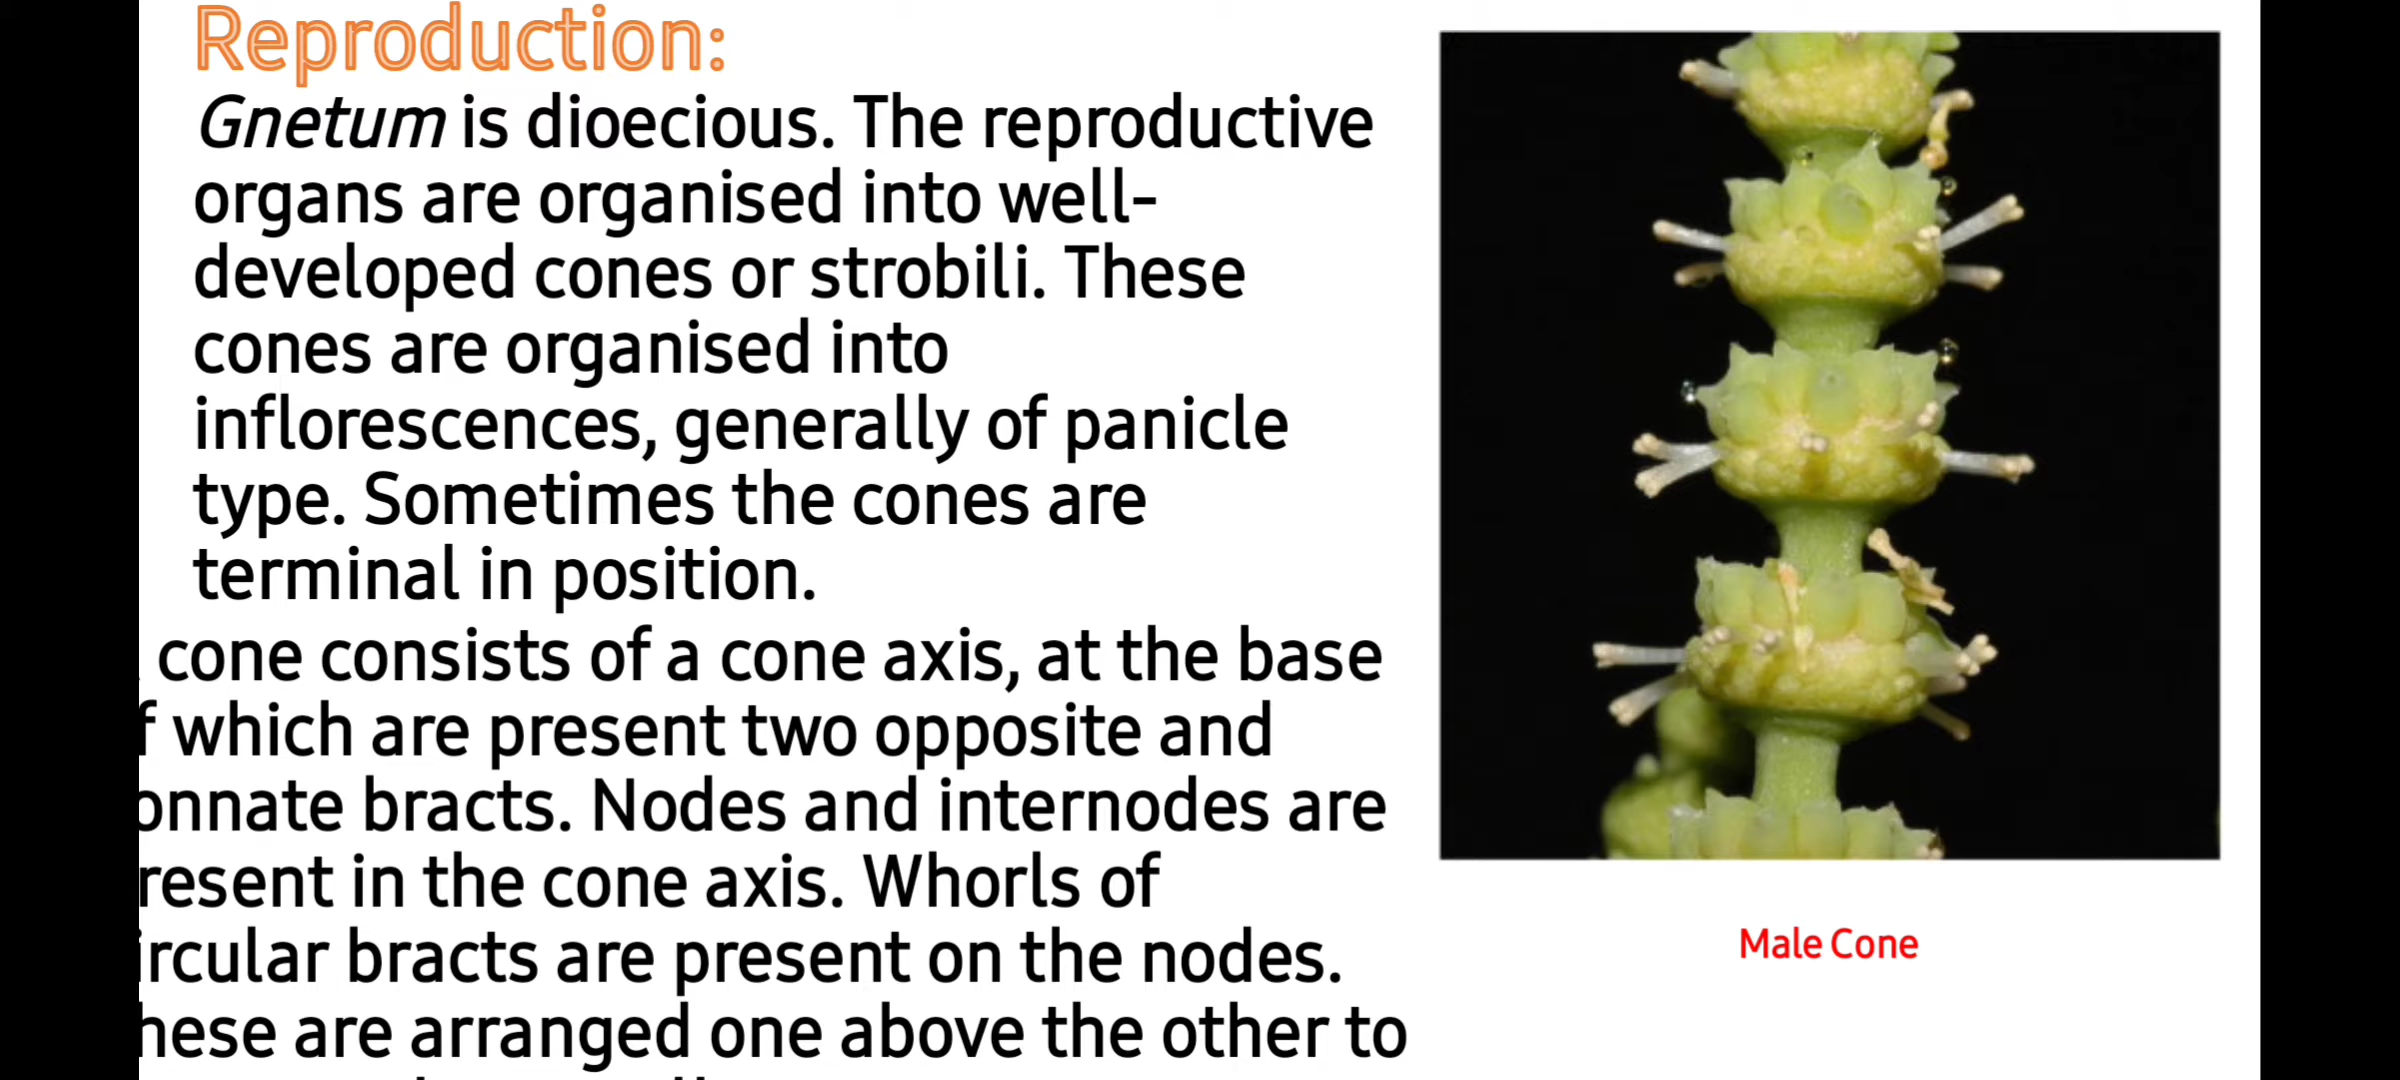 Reproduction:
Gnetum is dioecious. The reproductive
organs are organised into well-
developed cones or strobili. These
cones are organised into
inflorescences, generally of panicle
type. Sometimes the cones are
terminal in position.
cone consists of a cone axis, at the base
f which are present two opposite and
onnate bracts. Nodes and internodes are
resent in the cone axis. Whorls of
ircular bracts are present on the nodes.
hese are arranged one above the other to
Male Cone